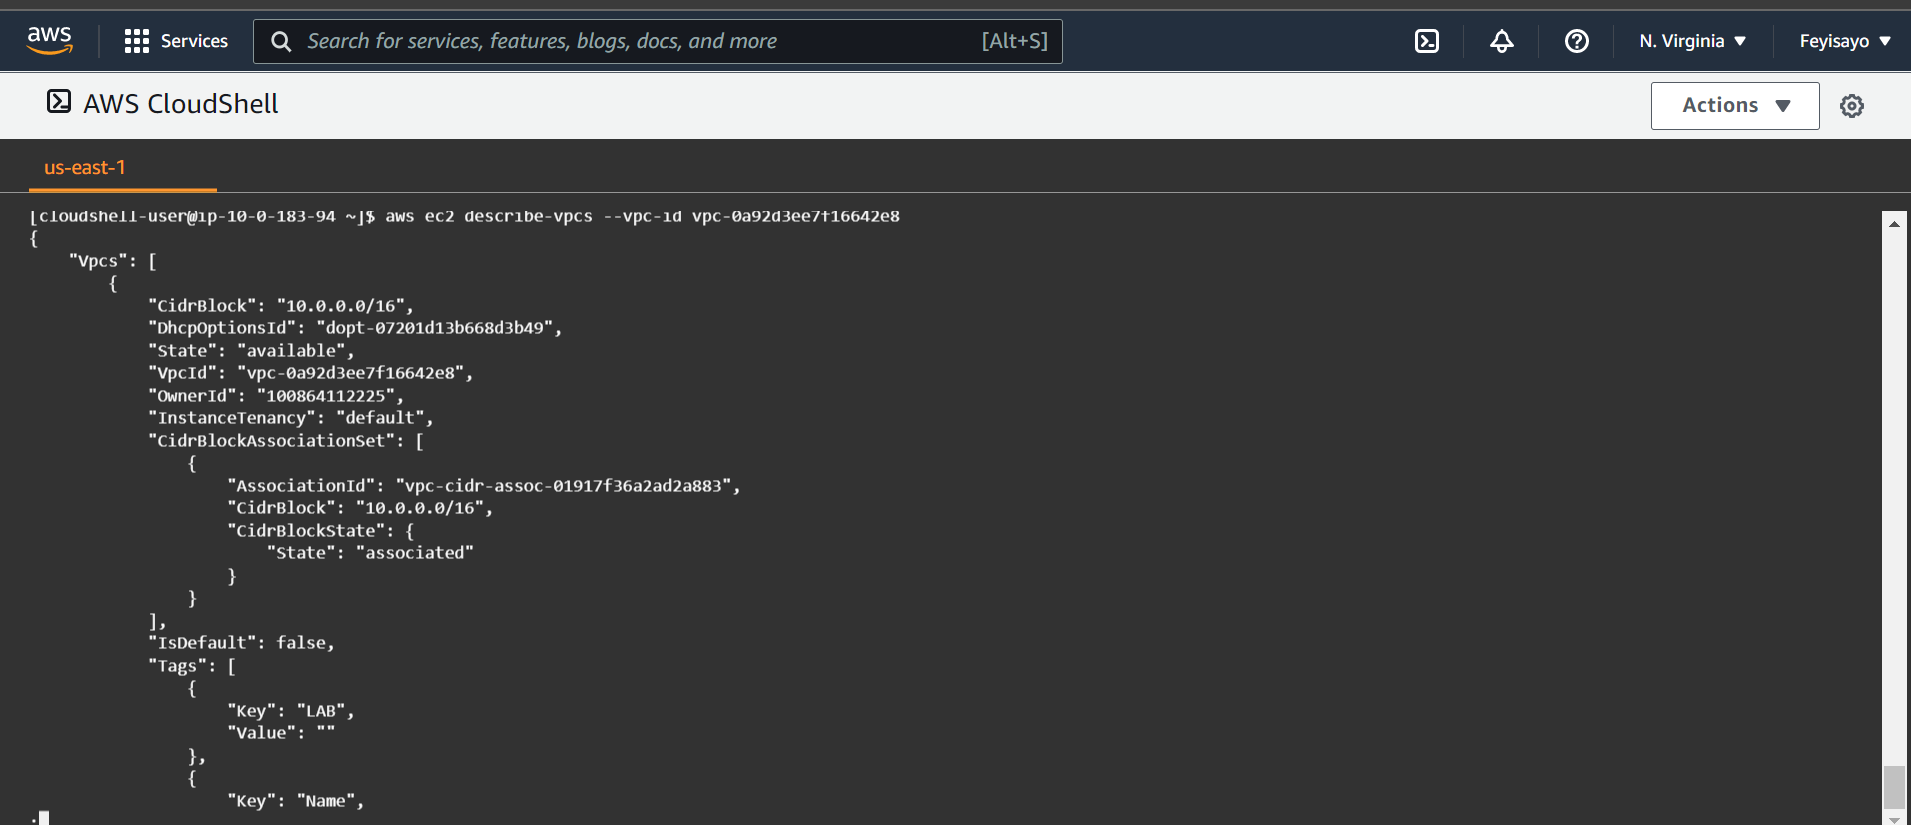 aws Services Search for services, features, blogs, docs, and more [Alt+S] N. Virginia Feyisayo
AWS CloudShell Actions
us-east-1
[cloudshell-user@ip-10-0-183-94 ~]$ aws ec2 describe-vpcs --vpc-id vpc-0a92d3ee7f16642e8
{
    "Vpcs": [
        {
            "CidrBlock": "10.0.0.0/16",
            "DhcpOptionsId": "dopt-07201d13b668d3b49",
            "State": "available",
            "VpcId": "vpc-0a92d3ee7f16642e8",
            "OwnerId": "100864112225",
            "InstanceTenancy": "default",
            "CidrBlockAssociationSet": [
                {
                    "AssociationId": "vpc-cidr-assoc-01917f36a2ad2a883",
                    "CidrBlock": "10.0.0.0/16",
                    "CidrBlockState": {
                        "State": "associated"
                    }
                }
            ],
            "IsDefault": false,
            "Tags": [
                {
                    "Key": "LAB",
                    "Value": ""
                },
                {
                    "Key": "Name",
: